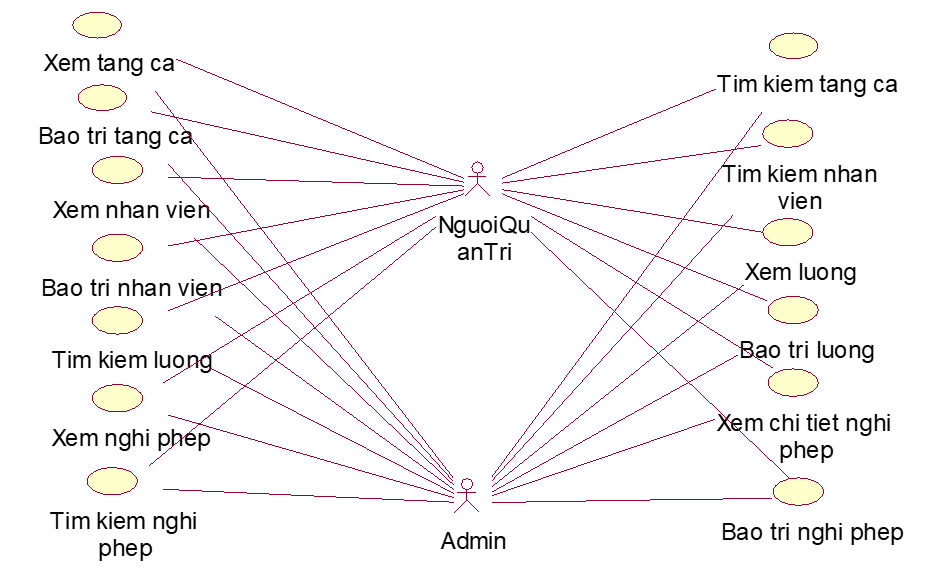 Xem tang ca
Bao tri tang ca
Xem nhan vien
Bao tri nhan vien
Tim kiem luong
Xem nghi phep
Tim kiem nghi
phep
NguoiQu
anTri
Admin
Tim kiem tang ca
Tim kiem nhan
vien
Xem luong
Bao tri luong
Xem chi tiet nghi
phep
Bao tri nghi phep